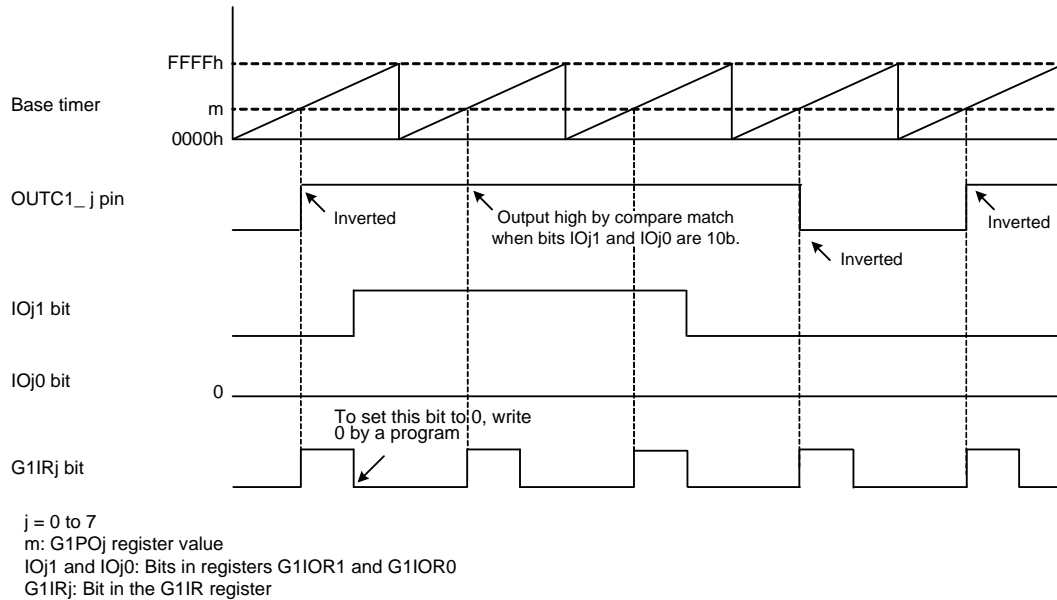 FFFFh
Base timer
m
0000h
OUTC1_ j pin
Inverted
Output high by compare match
when bits IOj1 and IOj0 are 10b.
Inverted
Inverted
IOj1 bit
IOj0 bit
0
To set this bit to 0, write
0 by a program
G1IRj bit
j = 0 to 7
m: G1POj register value
IOj1 and IOj0: Bits in registers G1IOR1 and G1IOR0
G1IRj: Bit in the G1IR register